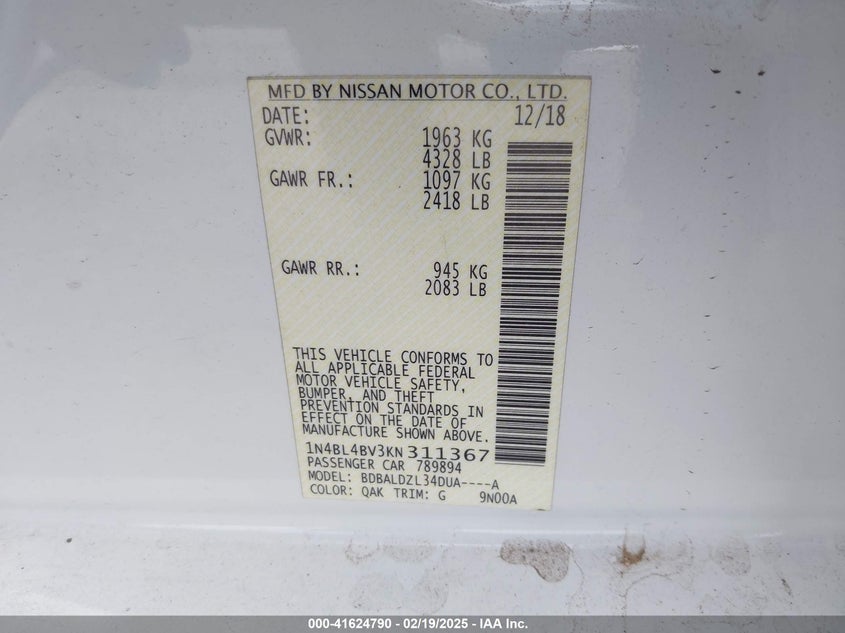 MFD BY NISSAN MOTOR CO., LTD.
DATE: 12/18
GVWR: 1963 KG
4328 LB
GAWR FR.: 1097 KG
2418 LB
GAWR RR.: 945 KG
2083 LB
THIS VEHICLE CONFORMS TO
ALL APPLICABLE FEDERAL
MOTOR VEHICLE SAFETY,
BUMPER, AND THEFT
PREVENTION STANDARDS IN
EFFECT ON THE DATE OF
MANUFACTURE SHOWN ABOVE.
1N4BL4BV3KN311367
PASSENGER CAR 789894
MODEL: BDBALDZL34DUA----A
COLOR: QAK TRIM: G 9N00A
000-41624790 - 02/19/2025 - IAA Inc.